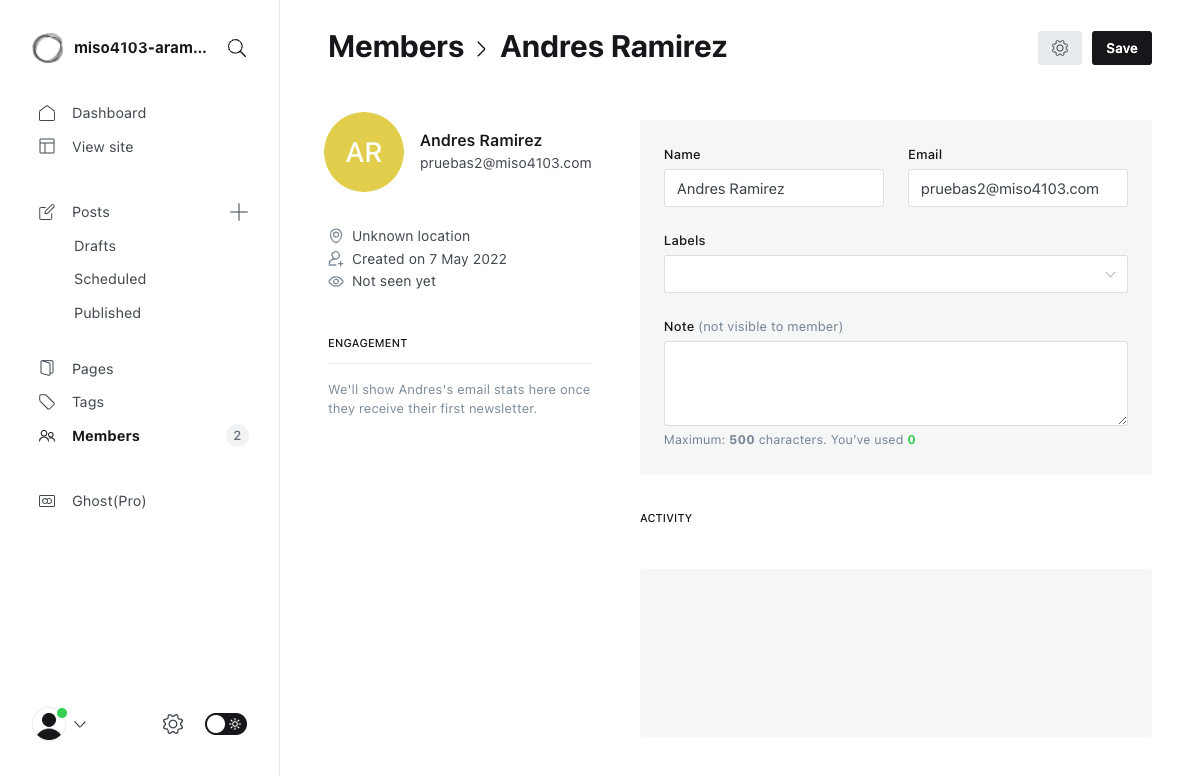 miso4103-aram...
Dashboard
View site
Posts
Drafts
Scheduled
Published
Pages
Tags
Members 2
Ghost(Pro)
Members > Andres Ramirez
Save
AR
Andres Ramirez
pruebas2@miso4103.com
Unknown location
Created on 7 May 2022
Not seen yet
ENGAGEMENT
We'll show Andres's email stats here once
they receive their first newsletter.
Name
Andres Ramirez
Email
pruebas2@miso4103.com
Labels
Note (not visible to member)
Maximum: 500 characters. You've used 0
ACTIVITY